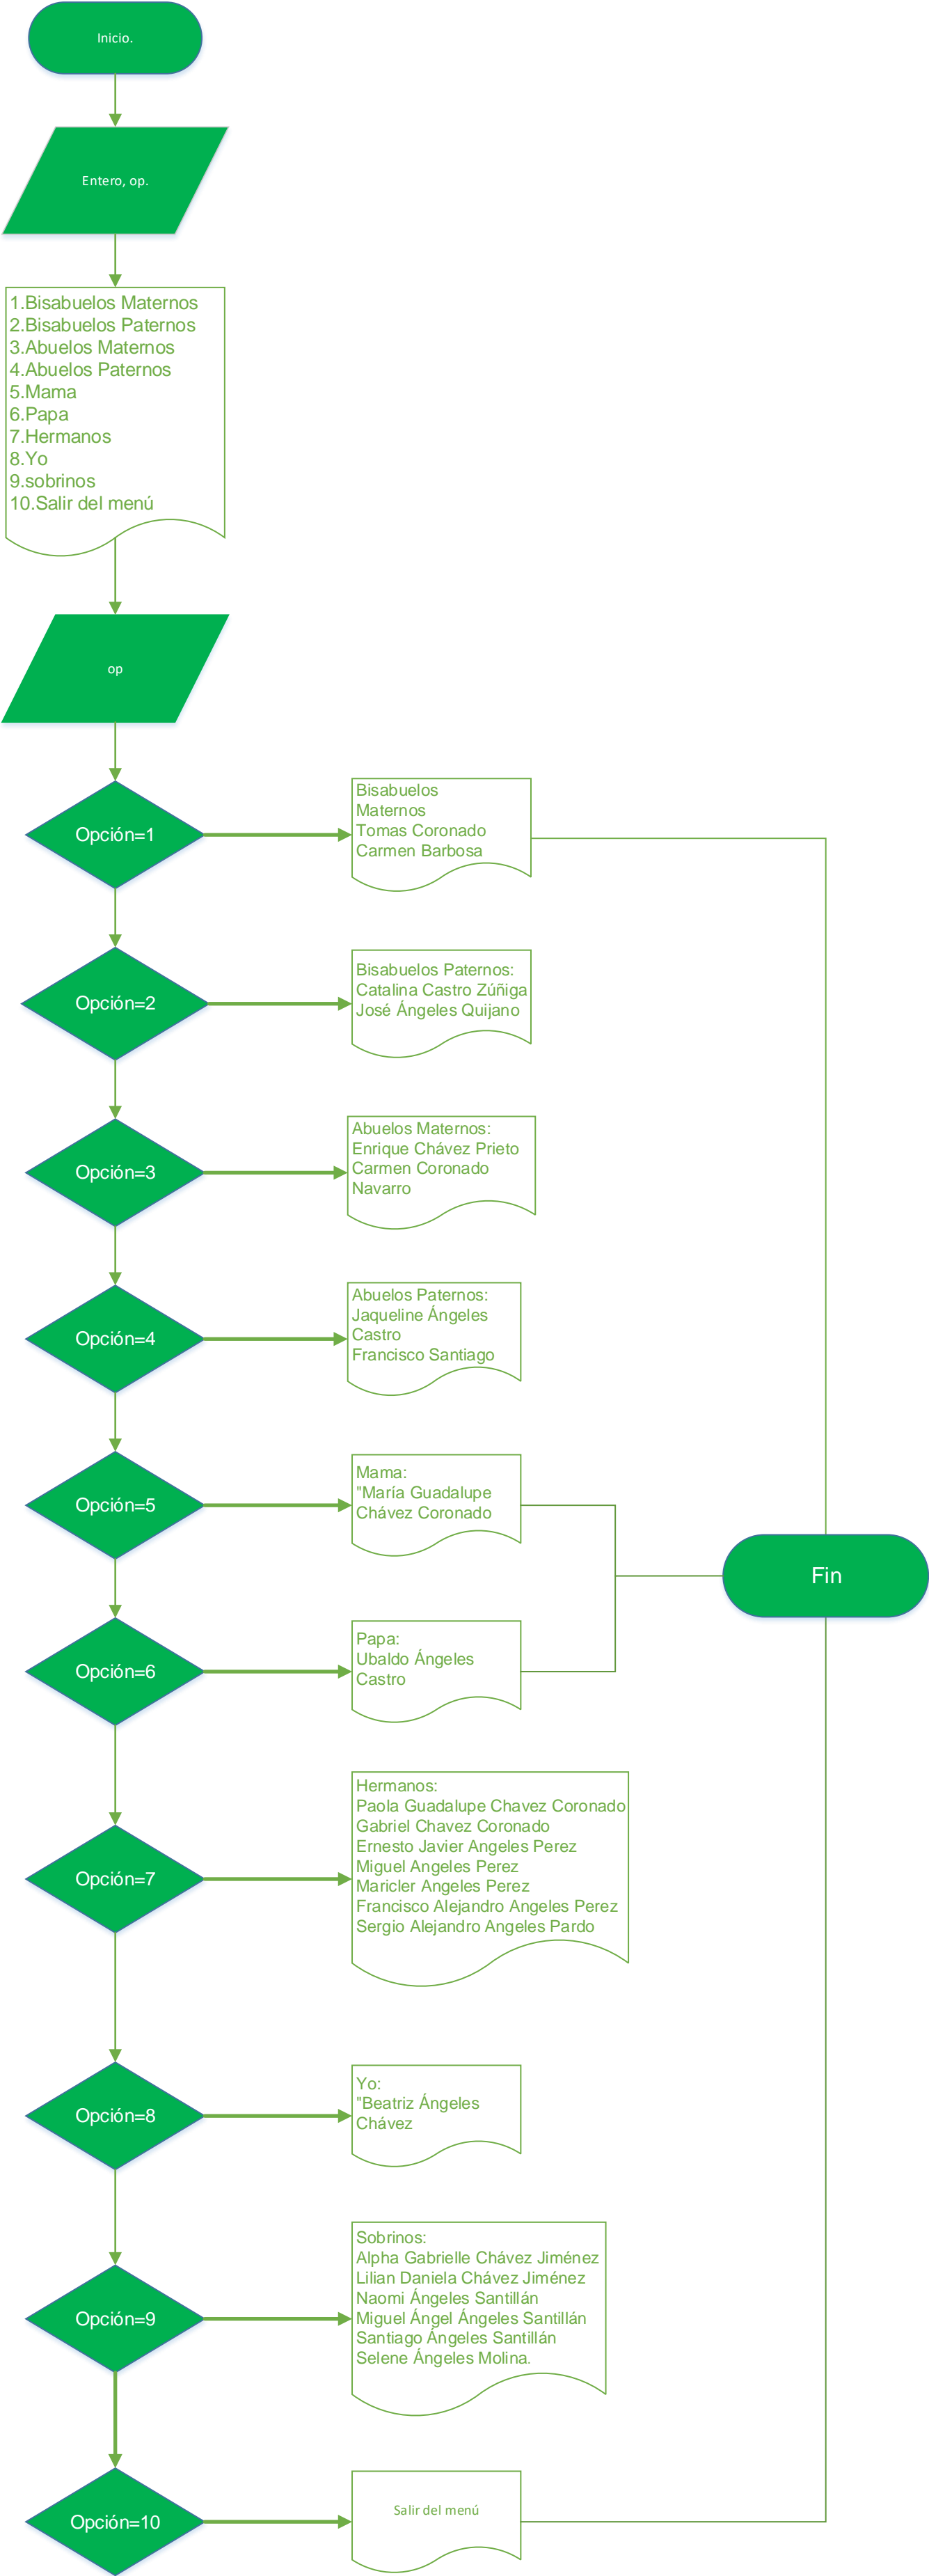 Inicio.
Entero, op.
1.Bisabuelos Maternos
2.Bisabuelos Paternos
3.Abuelos Maternos
4.Abuelos Paternos
5.Mama
6.Papa
7.Hermanos
8.Yo
9.sobrinos
10.Salir del menú
op
Opción=1
Bisabuelos
Maternos
Tomas Coronado
Carmen Barbosa
Opción=2
Bisabuelos Paternos:
Catalina Castro Zúñiga
José Ángeles Quijano
Opción=3
Abuelos Maternos:
Enrique Chávez Prieto
Carmen Coronado
Navarro
Opción=4
Abuelos Paternos:
Jaqueline Ángeles
Castro
Francisco Santiago
Opción=5
Mama:
"María Guadalupe
Chávez Coronado
Fin
Opción=6
Papa:
Ubaldo Ángeles
Castro
Opción=7
Hermanos:
Paola Guadalupe Chavez Coronado
Gabriel Chavez Coronado
Ernesto Javier Angeles Perez
Miguel Angeles Perez
Maricler Angeles Perez
Francisco Alejandro Angeles Perez
Sergio Alejandro Angeles Pardo
Opción=8
Yo:
"Beatriz Ángeles
Chávez
Opción=9
Sobrinos:
Alpha Gabrielle Chávez Jiménez
Lilian Daniela Chávez Jiménez
Naomi Ángeles Santillán
Miguel Ángel Ángeles Santillán
Santiago Ángeles Santillán
Selene Ángeles Molina.
Opción=10
Salir del menú